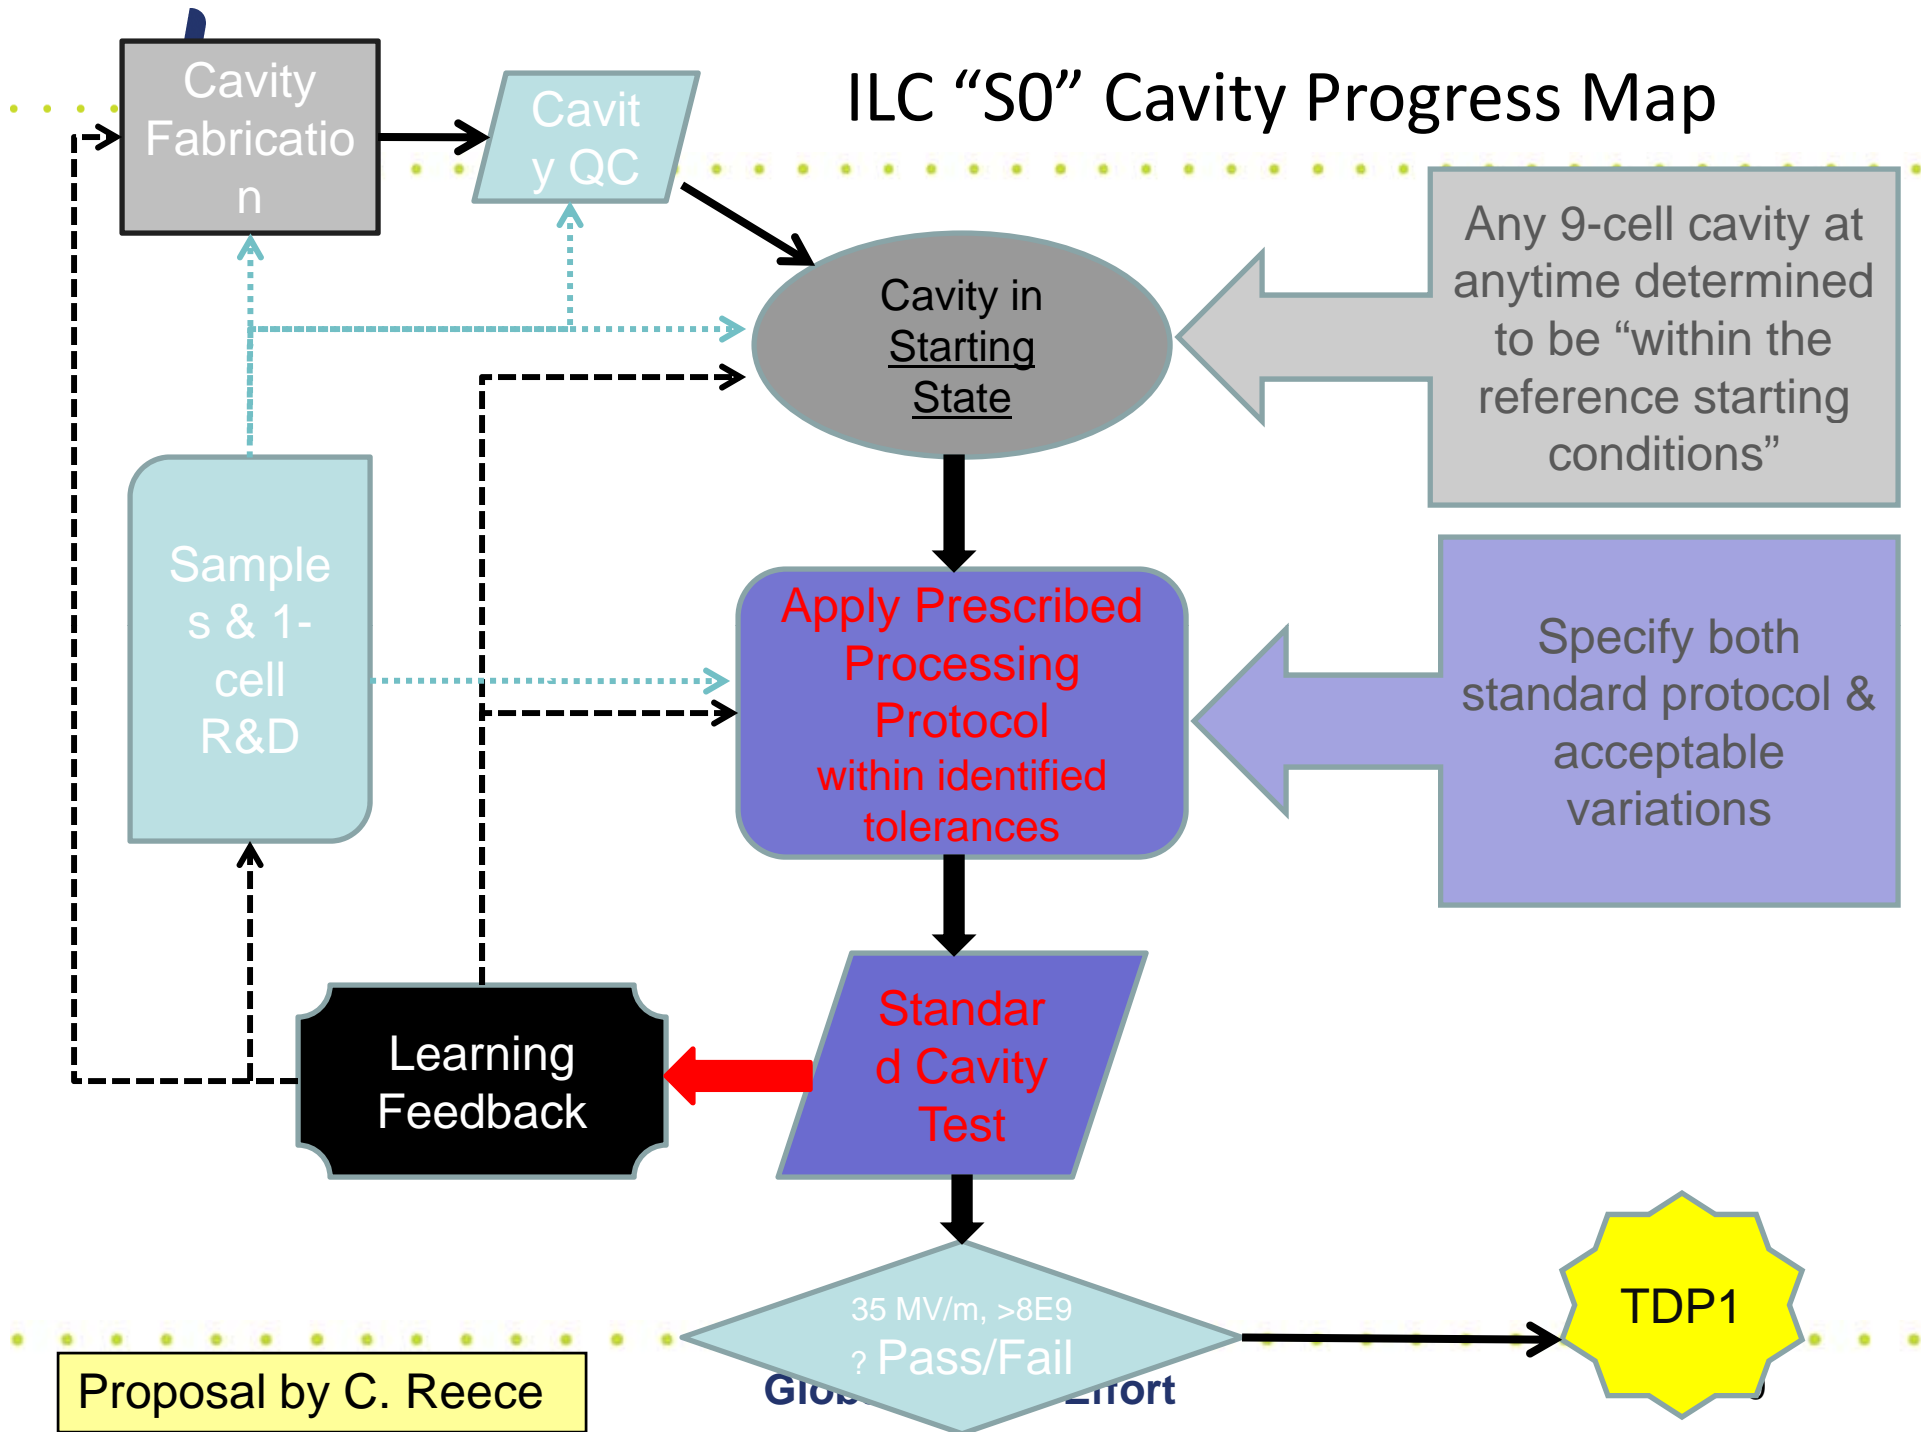 ILC “S0” Cavity Progress Map
Cavity
Fabricatio
n
Cavit
y QC
Cavity in
Starting
State
Any 9-cell cavity at
anytime determined
to be “within the
reference starting
conditions”
Sample
s & 1-
cell
R&D
Apply Prescribed
Processing
Protocol
within identified
tolerances
Specify both
standard protocol &
acceptable
variations
Learning
Feedback
Standar
d Cavity
Test
35 MV/m, >8E9
? Pass/Fail
TDP1
Proposal by C. Reece